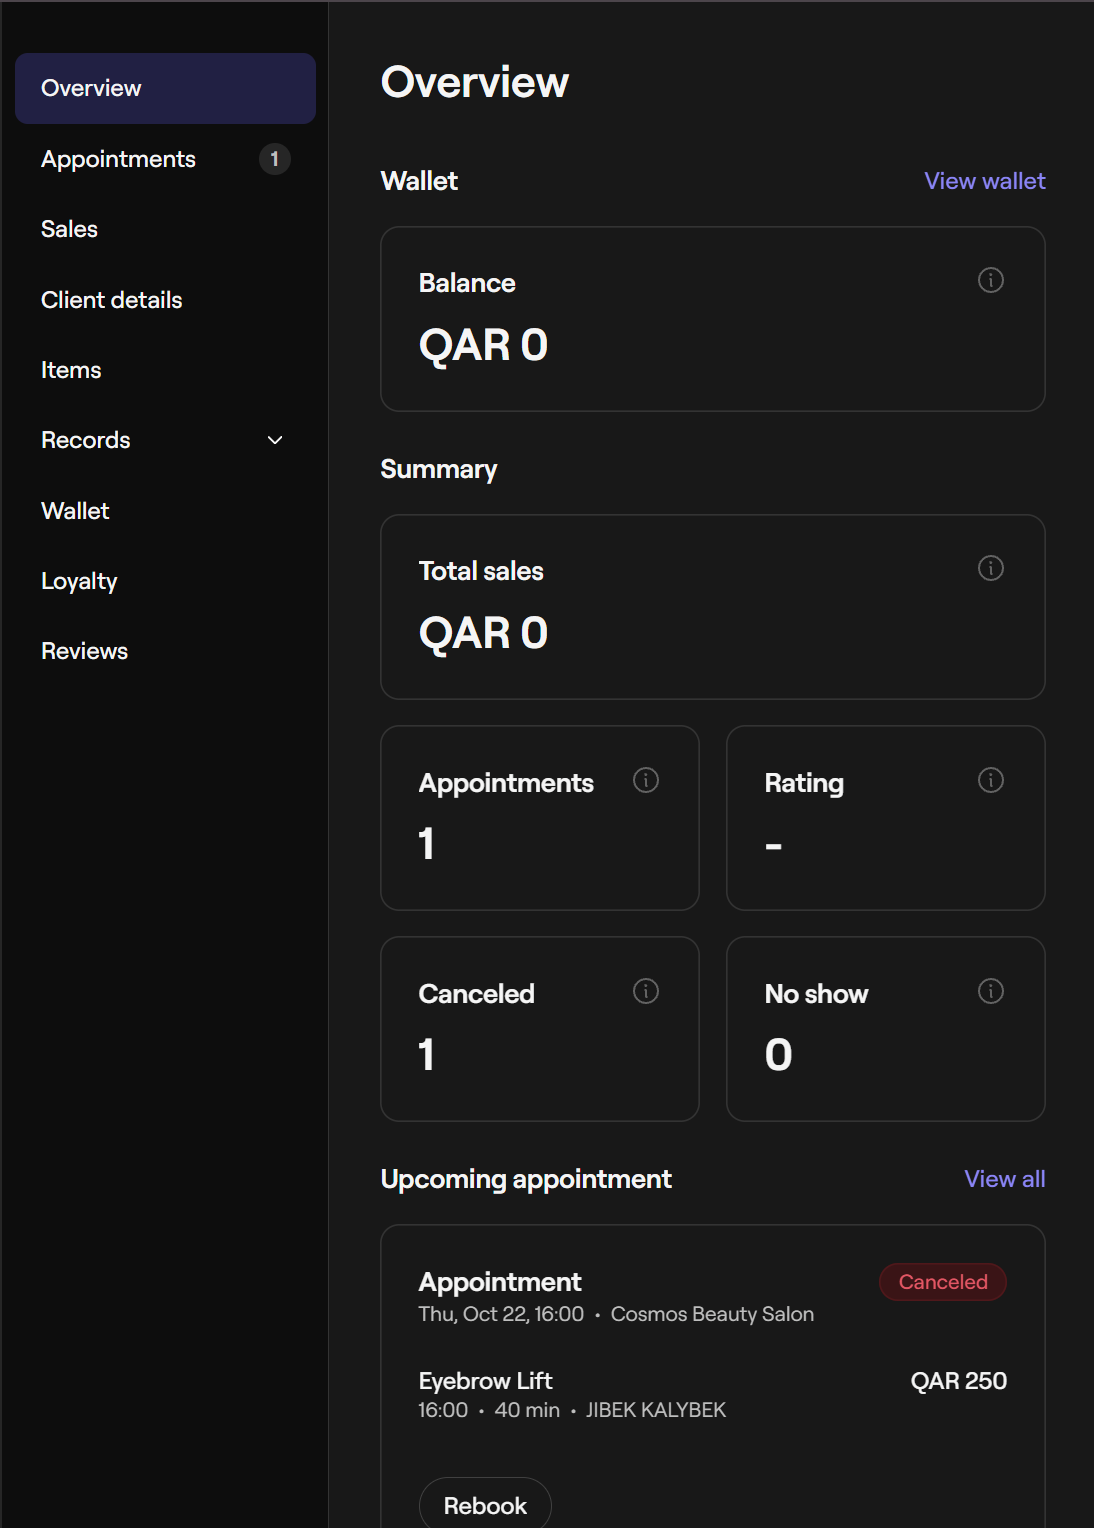 Overview
Appointments 1
Sales
Client details
Items
Records
Wallet
Loyalty
Reviews
Overview
Wallet View wallet
Balance
QAR 0
Summary
Total sales
QAR 0
Appointments
1
Rating
-
Canceled
1
No show
0
Upcoming appointment View all
Appointment Canceled
Thu, Oct 22, 16:00 • Cosmos Beauty Salon
Eyebrow Lift QAR 250
16:00 • 40 min • JIBEK KALYBEK
Rebook